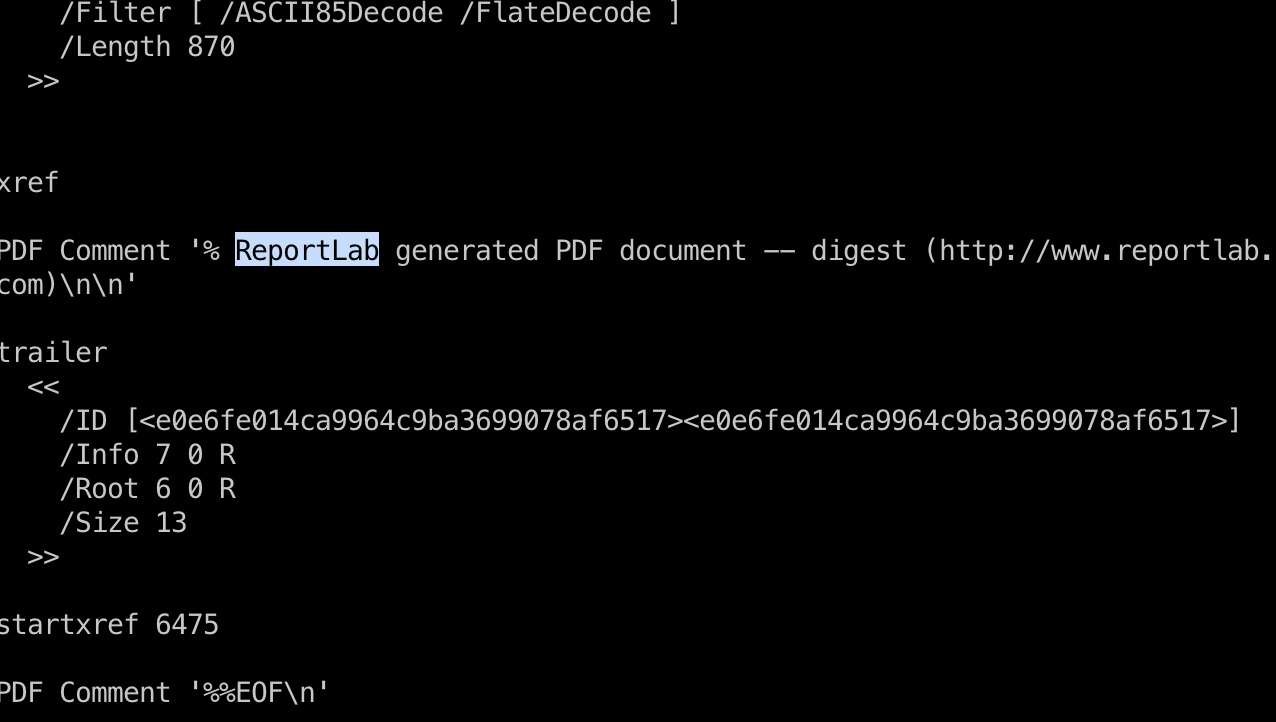 /Filter [ /ASCII85Decode /FlateDecode ]
/Length 870
>>
xref
PDF Comment '% ReportLab generated PDF document -- digest (http://www.reportlab.
com)\n\n'
trailer
<<
/ID [<e0e6fe014ca9964c9ba3699078af6517><e0e6fe014ca9964c9ba3699078af6517>]
/Info 7 0 R
/Root 6 0 R
/Size 13
>>
startxref 6475
PDF Comment '%%EOF\n'